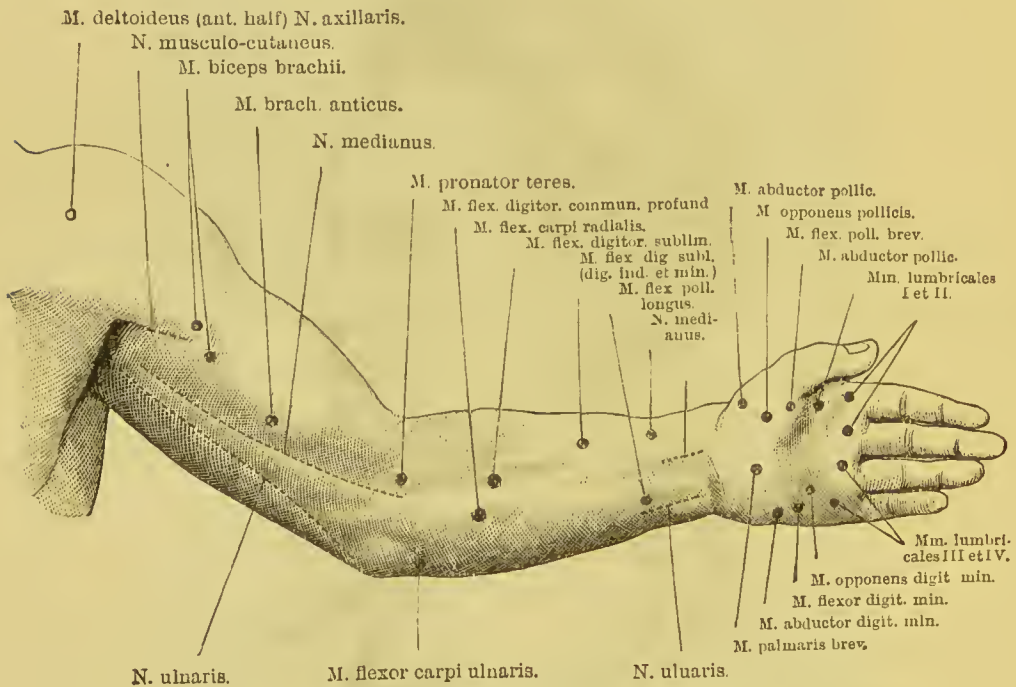 M. deltoideus (ant. half) N. axillaris.
N. musculo-cutaneus.
M. biceps brachii.
M. brach. anticus.
N. medianus.
M. pronator teres.
M. flex. digitor. commun. profund
M. flex. carpi radialis.
M. flex. digitor. sublim.
M. flex dig subl.
(dig. ind. et min.)
M. flex poll.
longus.
N. medi-
anus.
M. abductor pollic.
M opponens pollicis.
M. flex. poll. brev.
M. abductor pollic.
Mm. lumbricales
I et II.
Mm. lumbri-
cales III et IV.
M. opponens digit min.
M. flexor digit. min.
M. abductor digit. min.
M. palmaris brev.
N. ulnaris.
M. flexor carpi ulnaris.
N. ulnaris.